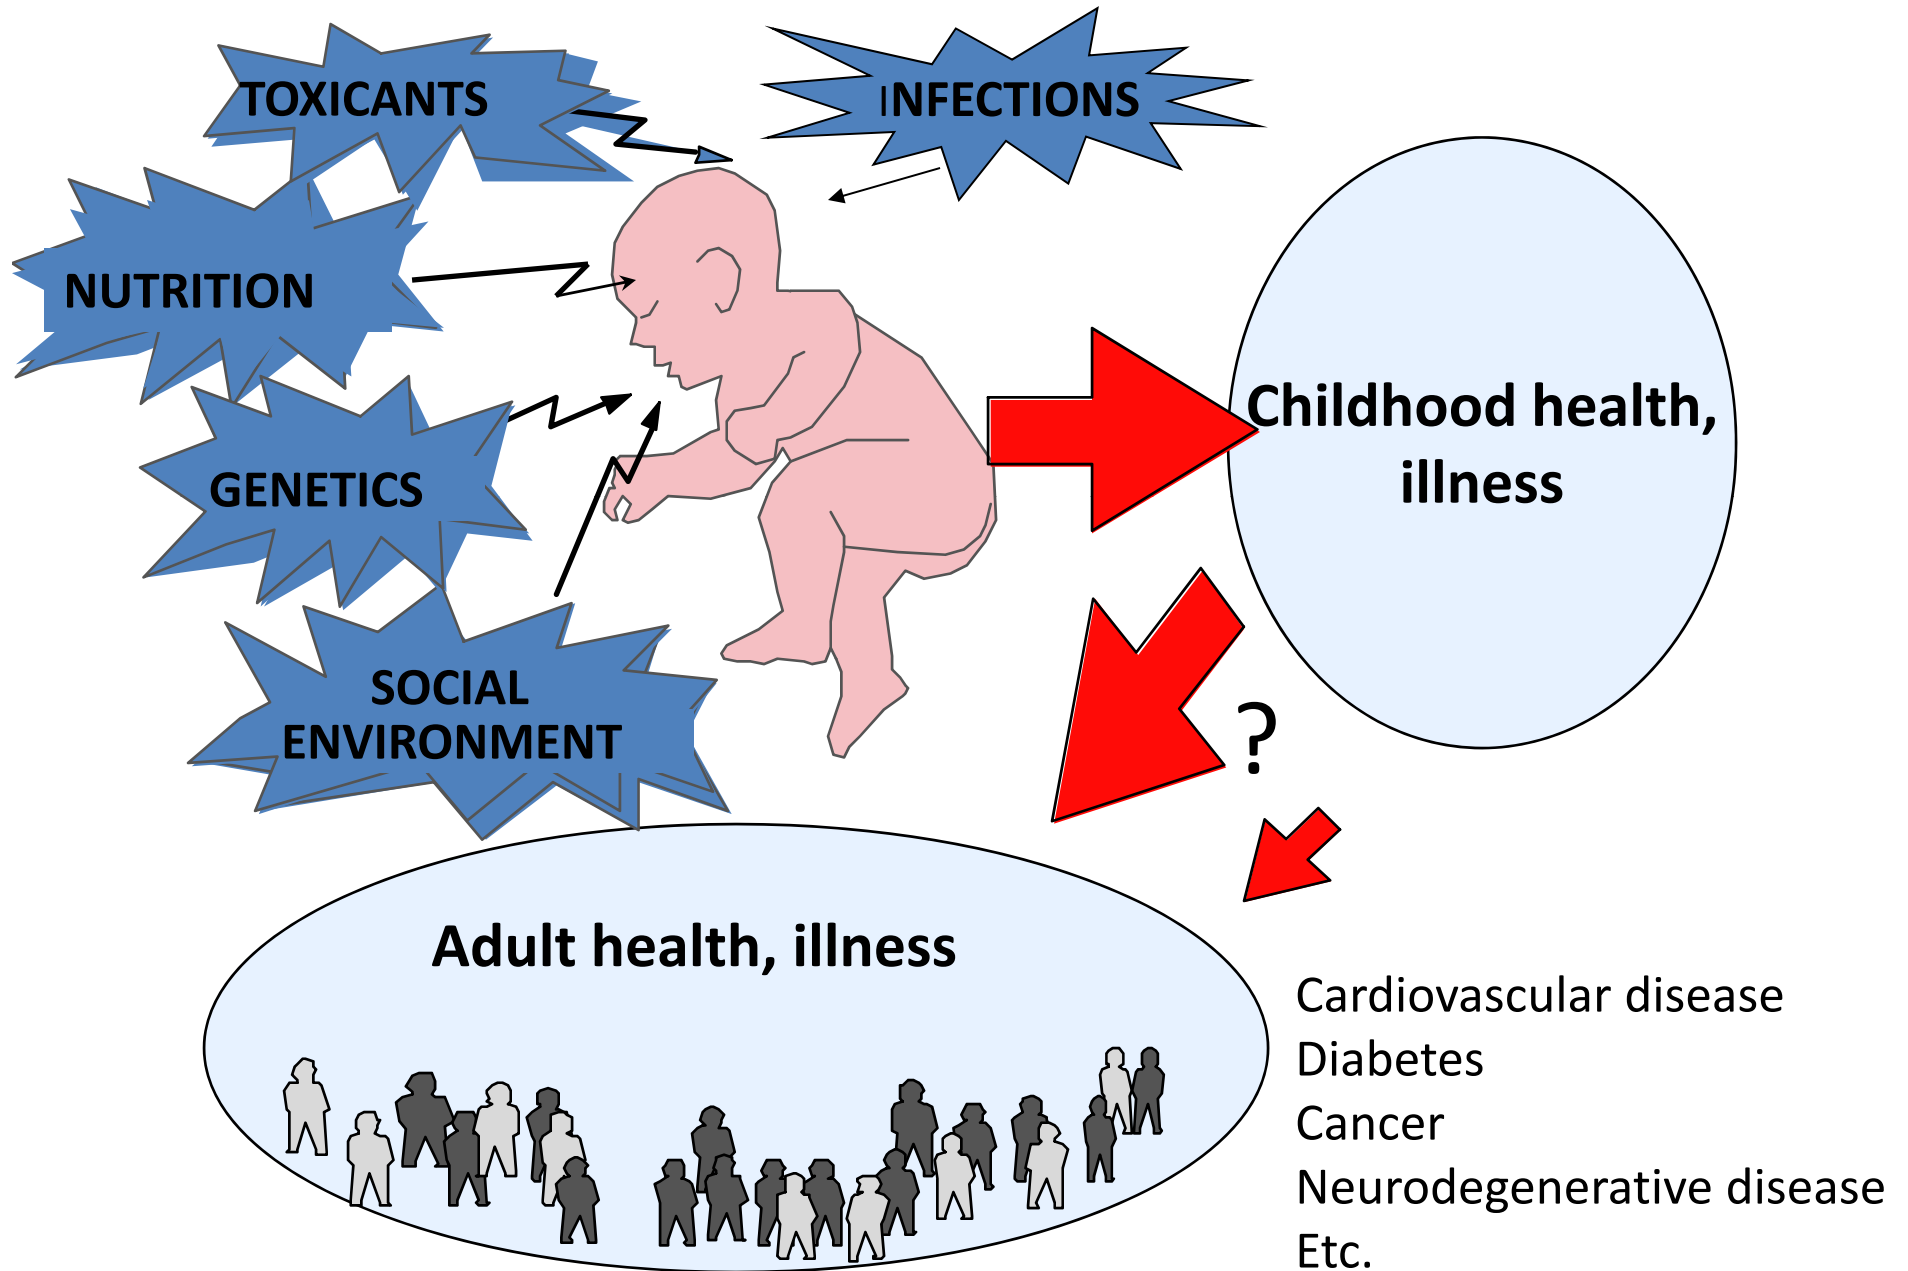 TOXICANTS
INFECTIONS
NUTRITION
GENETICS
SOCIAL
ENVIRONMENT
Childhood health,
illness
?
Adult health, illness
Cardiovascular disease
Diabetes
Cancer
Neurodegenerative disease
Etc.